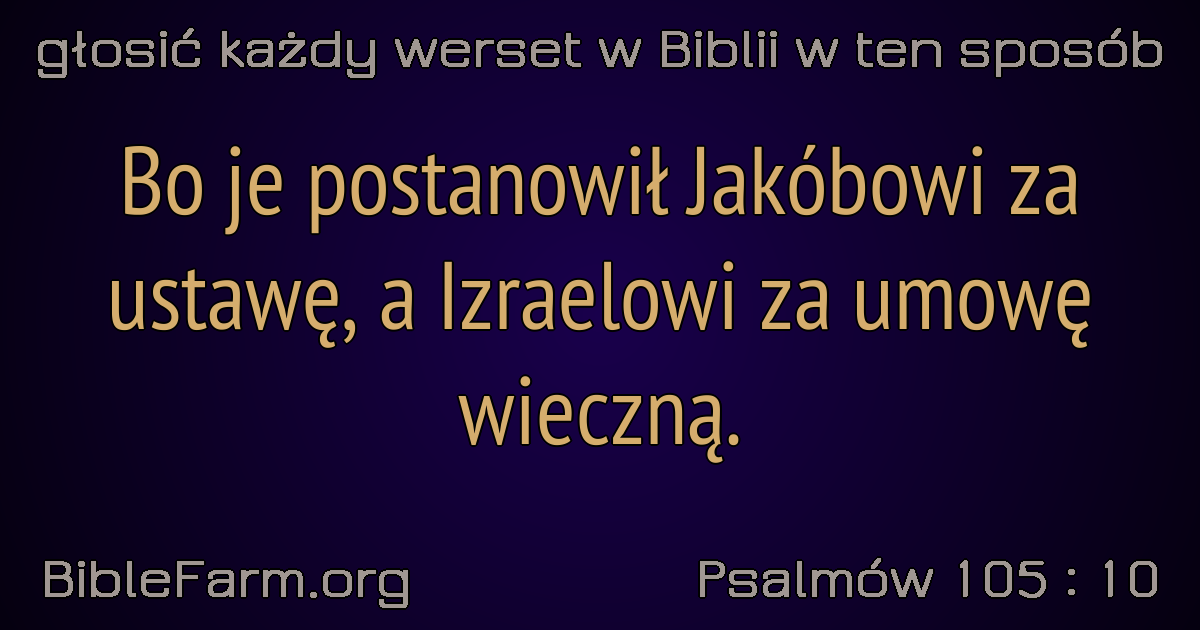 głosić każdy werset w Biblii w ten sposób
Bo je postanowił Jakóbowi za
ustawę, a Izraelowi za umowę
wieczną.
BibleFarm.org
Psalmów 105 : 10